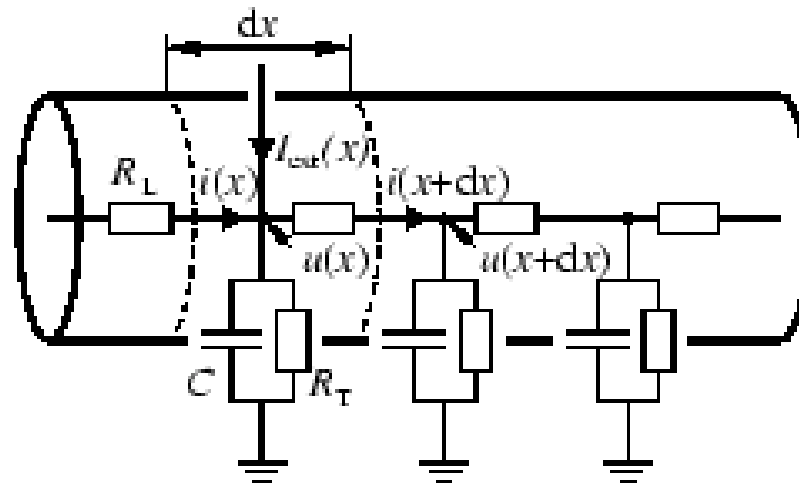 dx
I_ext(x)
R_L i(x) i(x+dx)
u(x) u(x+dx)
C R_T